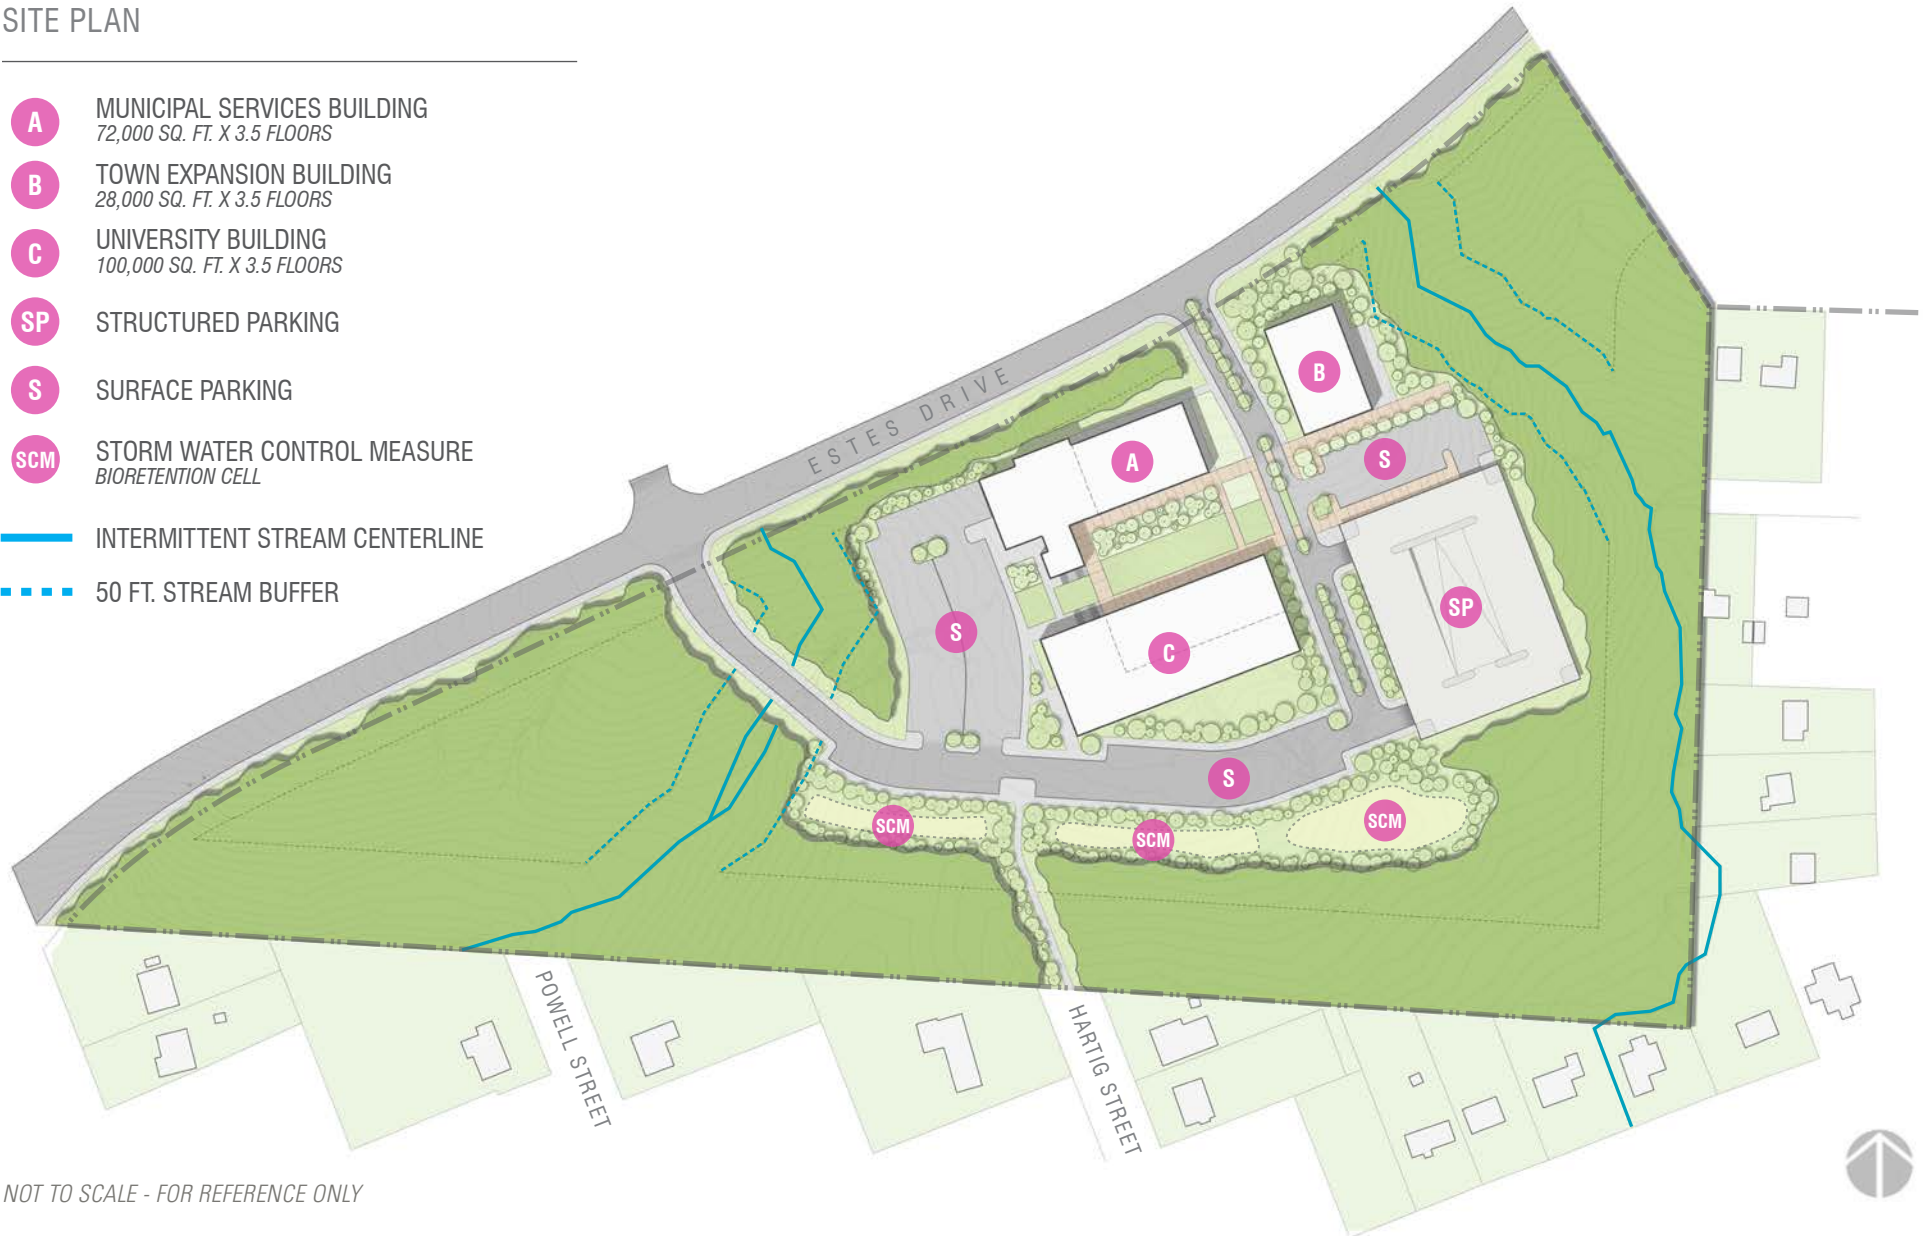 SITE PLAN
A
MUNICIPAL SERVICES BUILDING
72,000 SQ. FT. X 3.5 FLOORS
B
TOWN EXPANSION BUILDING
28,000 SQ. FT. X 3.5 FLOORS
C
UNIVERSITY BUILDING
100,000 SQ. FT. X 3.5 FLOORS
SP
STRUCTURED PARKING
S
SURFACE PARKING
SCM
STORM WATER CONTROL MEASURE
BIORETENTION CELL
INTERMITTENT STREAM CENTERLINE
50 FT. STREAM BUFFER
ESTES DRIVE
B
A
S
SP
S
C
S
SCM
SCM
SCM
POWELL STREET
HARTIG STREET
NOT TO SCALE - FOR REFERENCE ONLY